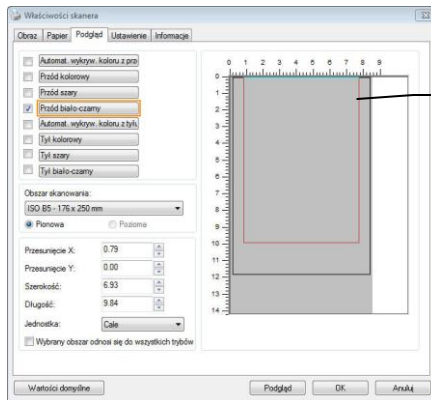 Właściwości skanera
Obraz Papier Podgląd Ustawienie Informacje
Automat. wykryw. koloru z prze
Przód kolorowy
Przód szary
Przód biało-czarny
Automat. wykryw. koloru z tyłu
Tył kolorowy
Tył szary
Tył biało-czarny
Obszar skanowania:
ISO B5 - 176 x 250 mm
Pionowa Pozioma
Przesunięcie X: 0.79
Przesunięcie Y: 0.00
Szerokość: 6.93
Długość: 9.84
Jednostka: Cale
Wybrany obszar odnosi się do wszystkich trybów
0 1 2 3 4 5 6 7 8 9
0
1
2
3
4
5
6
7
8
9
10
11
12
13
14
Wartości domyślne Podgląd OK Anuluj